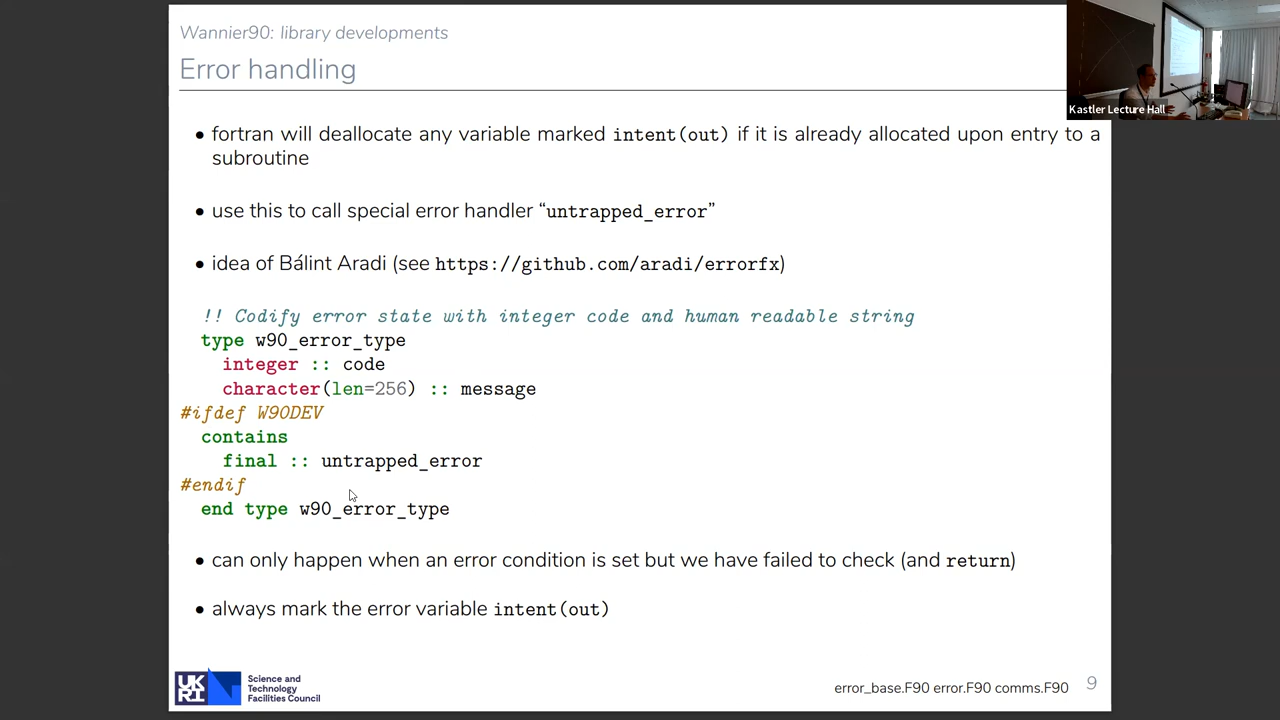 Wannier90: library developments
Error handling
Kastler Lecture Hall
• fortran will deallocate any variable marked intent(out) if it is already allocated upon entry to a
subroutine
• use this to call special error handler “untrapped_error”
• idea of Bálint Aradi (see https://github.com/aradi/errorfx)
!! Codify error state with integer code and human readable string
type w90_error_type
integer :: code
character(len=256) :: message
#ifdef W90DEV
contains
final :: untrapped_error
#endif
end type w90_error_type
• can only happen when an error condition is set but we have failed to check (and return)
• always mark the error variable intent(out)
UK
RI
Science and
Technology
Facilities Council
error_base.F90 error.F90 comms.F90 9